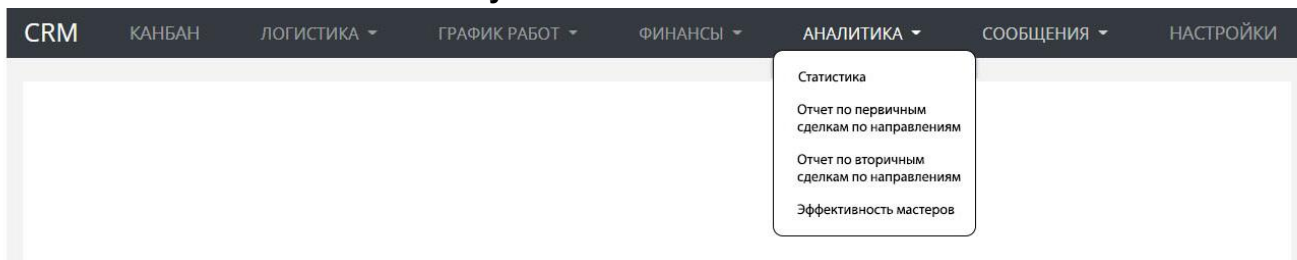 CRM КАНБАН ЛОГИСТИКА ГРАФИК РАБОТ ФИНАНСЫ АНАЛИТИКА СООБЩЕНИЯ НАСТРОЙКИ
Статистика
Отчет по первичным
сделкам по направлениям
Отчет по вторичным
сделкам по направлениям
Эффективность мастеров